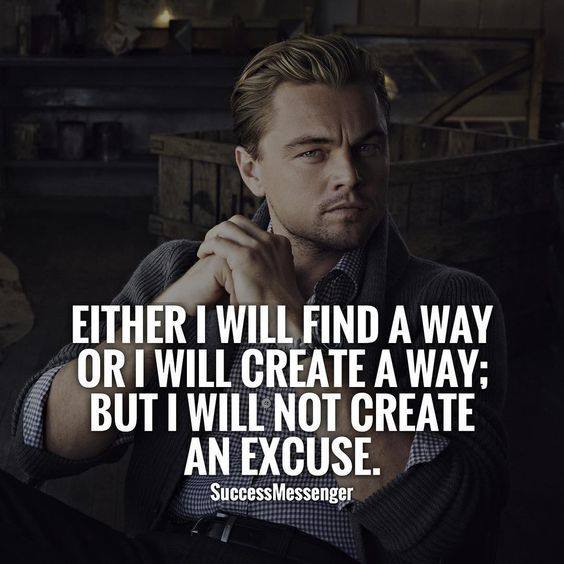 EITHER I WILL FIND A WAY
OR I WILL CREATE A WAY;
BUT I WILL NOT CREATE
AN EXCUSE.
SuccessMessenger